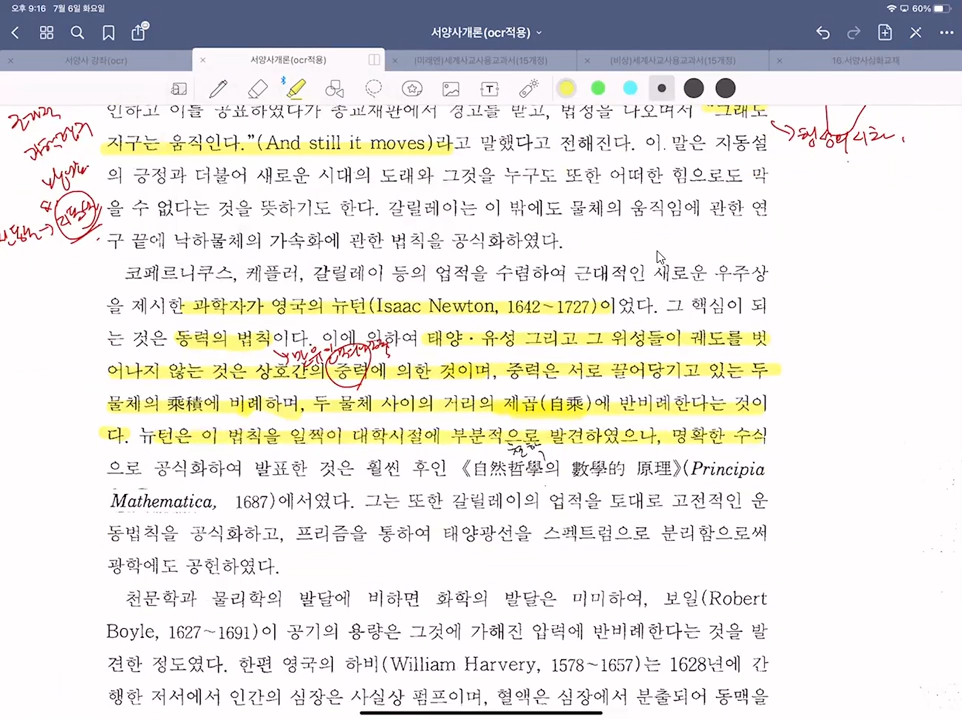 오후 9:16 7월 6일 화요일
60%
서양사개론(ocr적용)
서양사 강좌(ocr)
서양사개론(ocr적용)
(미래엔)세계사교사용교과서(15개정)
(비상)세계사교사용교과서(15개정)
16.서양사심화교재
인하고 이를 공표하였다가 종교재판에서 경고를 받고, 법정을 나오면서 "그래도
지구는 움직인다."(And still it moves)라고 말했다고 전해진다. 이 말은 지동설
의 긍정과 더불어 새로운 시대의 도래와 그것을 누구도 또한 어떠한 힘으로도 막
을 수 없다는 것을 뜻하기도 한다. 갈릴레이는 이 밖에도 물체의 움직임에 관한 연
구 끝에 낙하물체의 가속화에 관한 법칙을 공식화하였다.
지동설
코페르니쿠스, 케플러, 갈릴레이 등의 업적을 수렴하여 근대적인 새로운 우주상
을 제시한 과학자가 영국의 뉴턴(Isaac Newton, 1642~1727)이었다. 그 핵심이 되
는 것은 동력의 법칙이다. 이에 의하여 태양·유성 그리고 그 위성들이 궤도를 벗
어나지 않는 것은 상호간의 중력에 의한 것이며, 중력은 서로 끌어당기고 있는 두
물체의 乘積에 비례하며, 두 물체 사이의 거리의 제곱(自乘)에 반비례한다는 것이
다. 뉴턴은 이 법칙을 일찍이 대학시절에 부분적으로 발견하였으나, 명확한 수식
으로 공식화하여 발표한 것은 훨씬 후인 《自然哲學의 數學的 原理》(Principia
철학
Mathematica, 1687)에서였다. 그는 또한 갈릴레이의 업적을 토대로 고전적인 운
동법칙을 공식화하고, 프리즘을 통하여 태양광선을 스펙트럼으로 분리함으로써
광학에도 공헌하였다.
천문학과 물리학의 발달에 비하면 화학의 발달은 미미하여, 보일(Robert
Boyle, 1627~1691)이 공기의 용량은 그것에 가해진 압력에 반비례한다는 것을 발
견한 정도였다. 한편 영국의 하비(William Harvery, 1578~1657)는 1628년에 간
행한 저서에서 인간의 심장은 사실상 펌프이며, 혈액은 심장에서 분출되어 동맥을